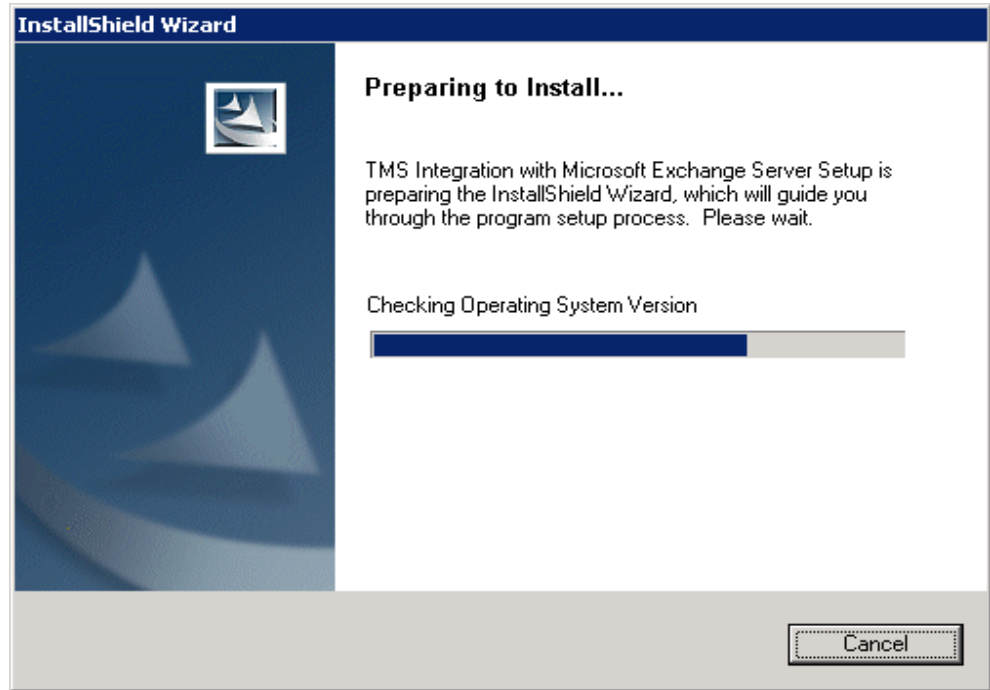 InstallShield Wizard
Preparing to Install...
TMS Integration with Microsoft Exchange Server Setup is
preparing the InstallShield Wizard, which will guide you
through the program setup process.  Please wait.
Checking Operating System Version
Cancel